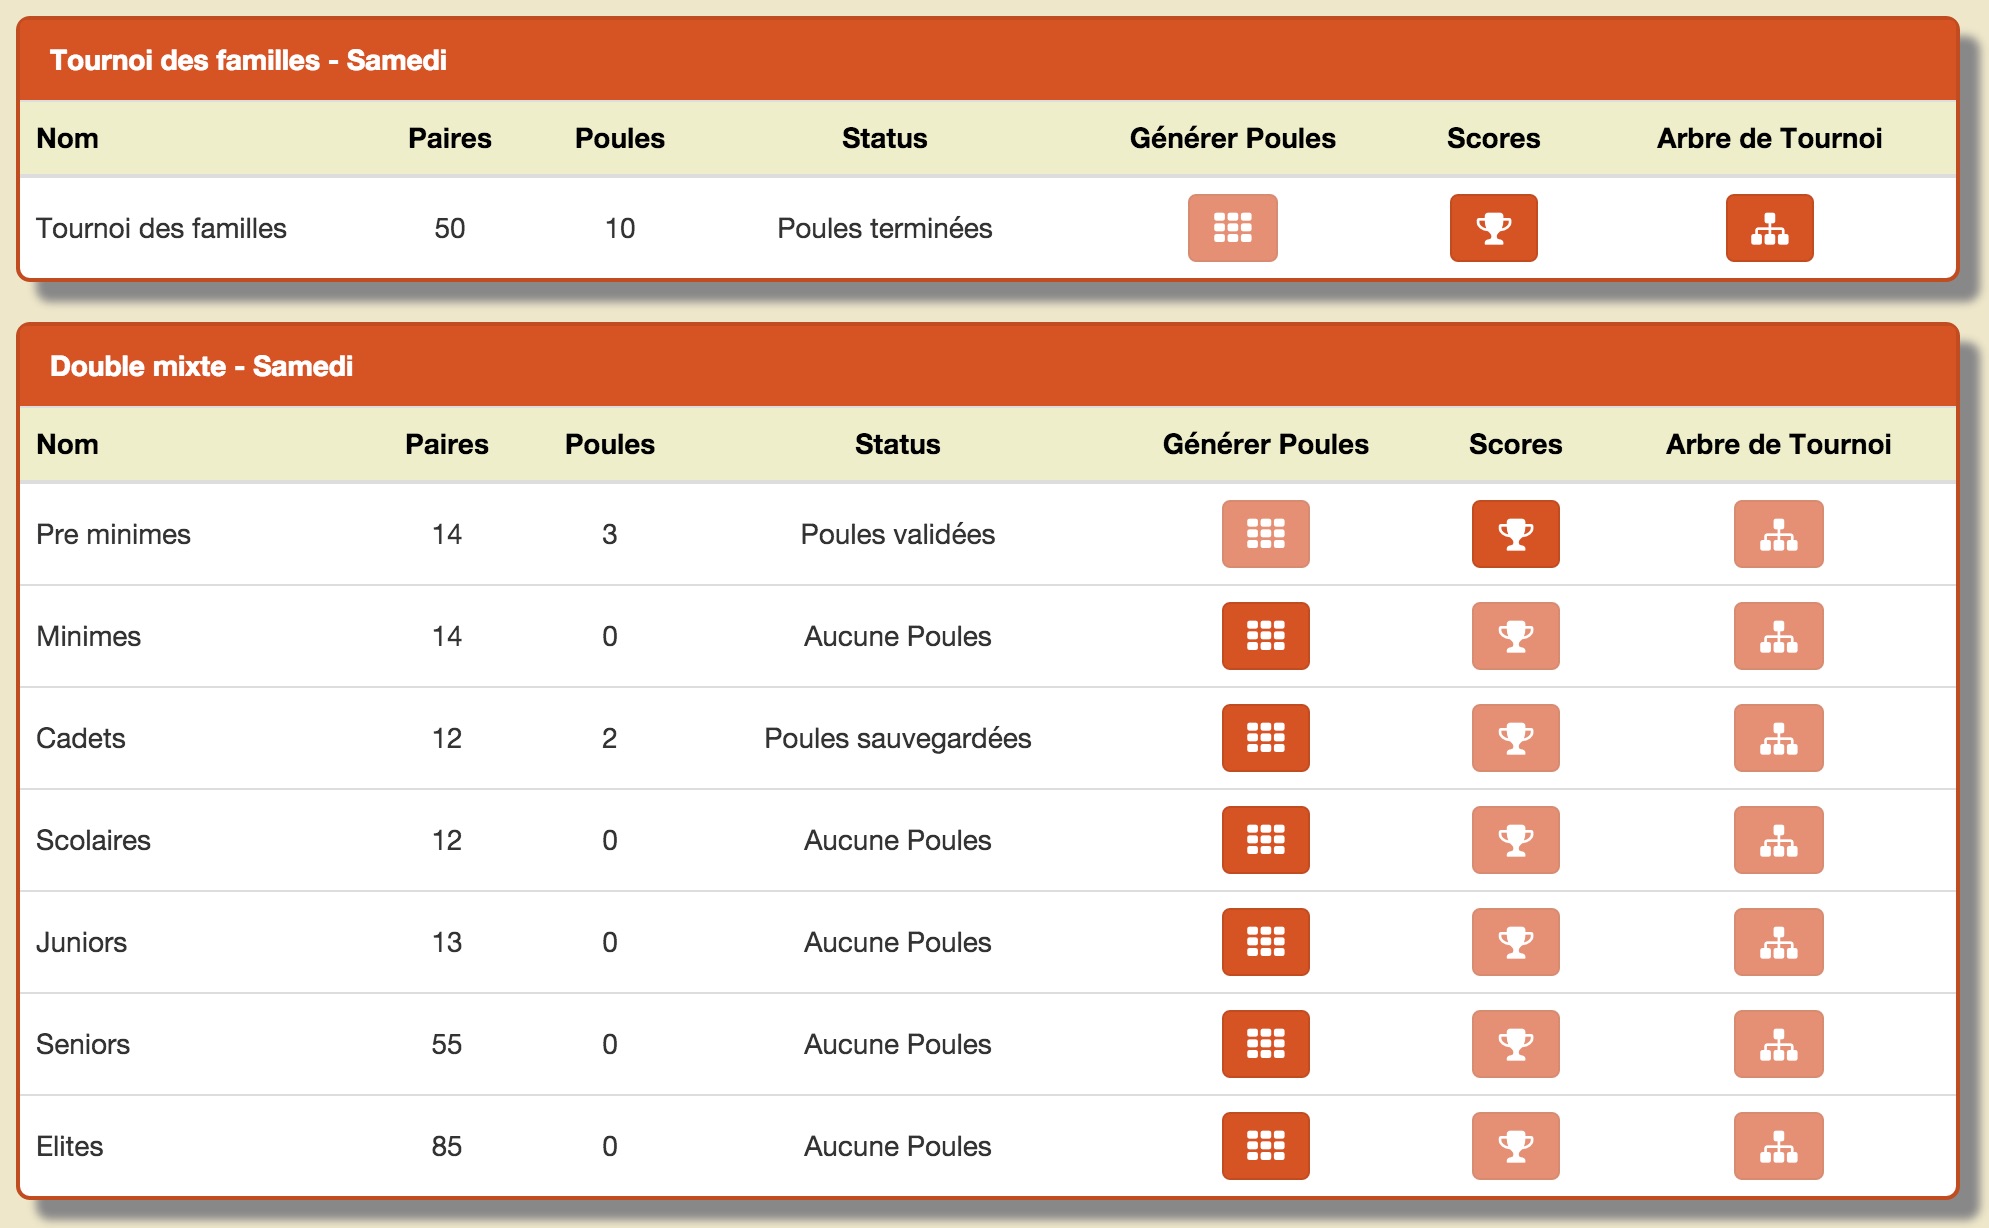 Tournoi des familles - Samedi
Nom Paires Poules Status Générer Poules Scores Arbre de Tournoi
Tournoi des familles 50 10 Poules terminées
Double mixte - Samedi
Nom Paires Poules Status Générer Poules Scores Arbre de Tournoi
Pre minimes 14 3 Poules validées
Minimes 14 0 Aucune Poules
Cadets 12 2 Poules sauvegardées
Scolaires 12 0 Aucune Poules
Juniors 13 0 Aucune Poules
Seniors 55 0 Aucune Poules
Elites 85 0 Aucune Poules